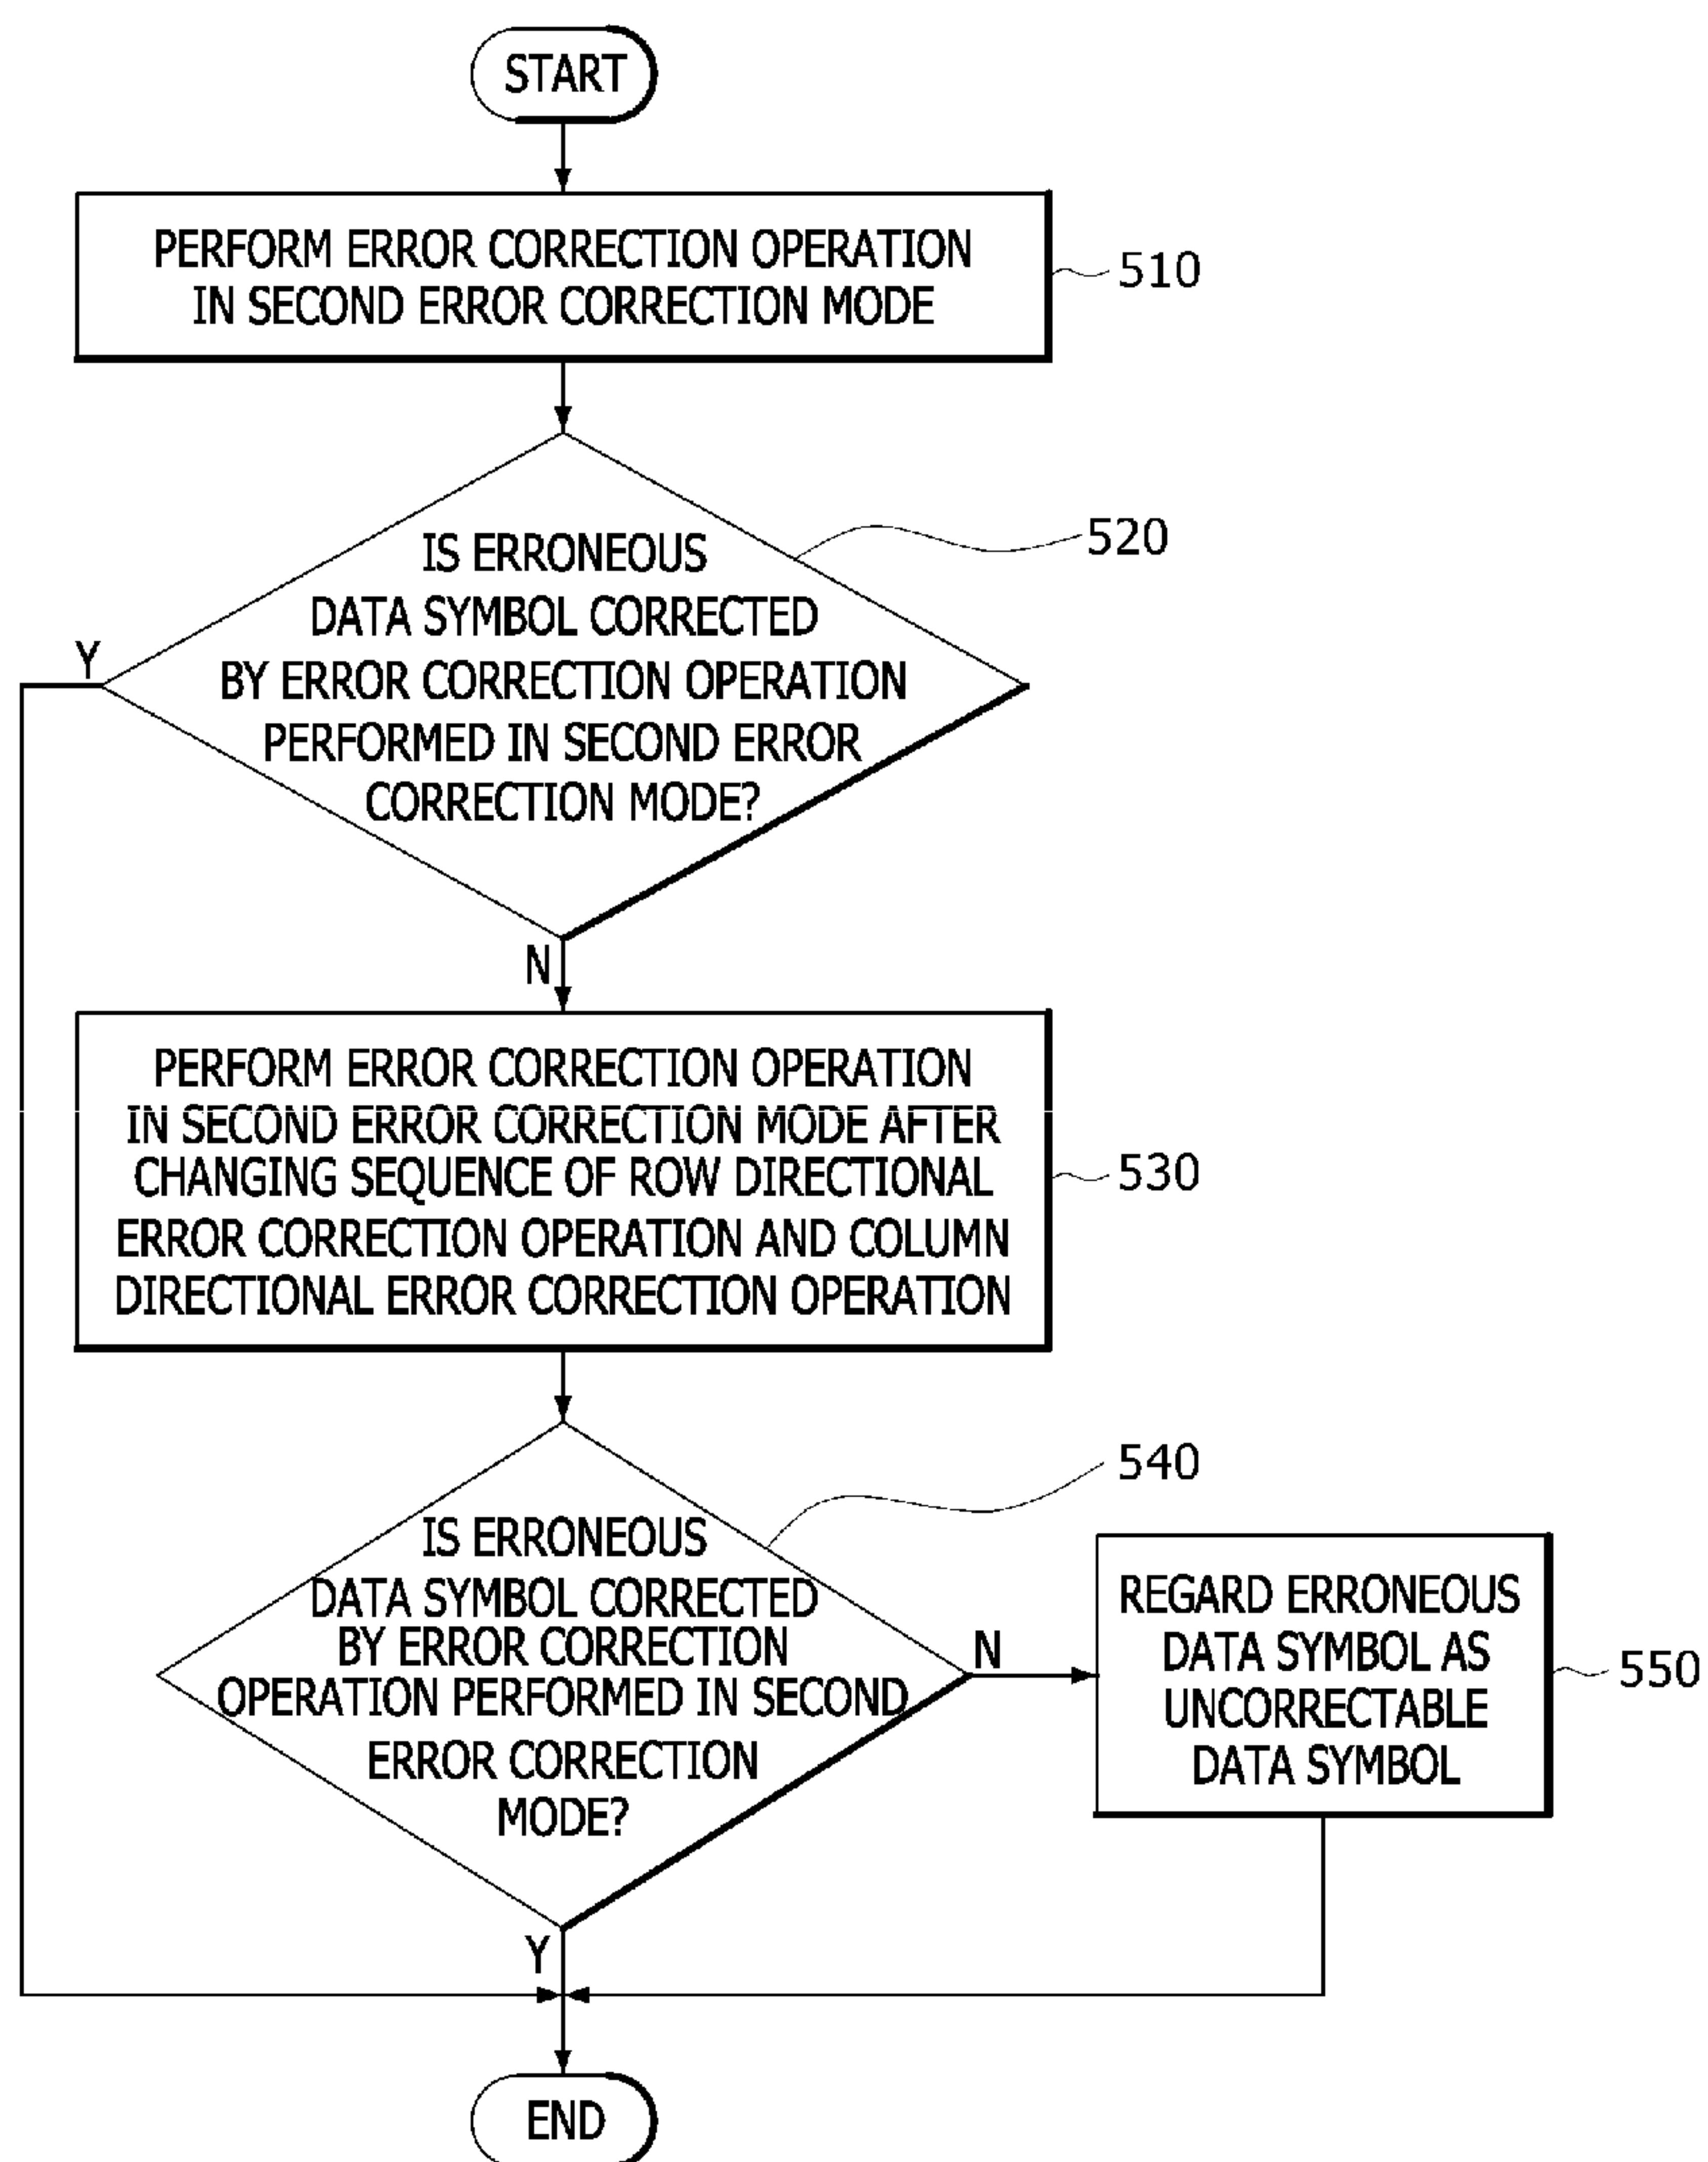 START
PERFORM ERROR CORRECTION OPERATION
IN SECOND ERROR CORRECTION MODE
510
IS ERRONEOUS
DATA SYMBOL CORRECTED
BY ERROR CORRECTION OPERATION
PERFORMED IN SECOND ERROR
CORRECTION MODE?
520
Y
N
PERFORM ERROR CORRECTION OPERATION
IN SECOND ERROR CORRECTION MODE AFTER
CHANGING SEQUENCE OF ROW DIRECTIONAL
ERROR CORRECTION OPERATION AND COLUMN
DIRECTIONAL ERROR CORRECTION OPERATION
530
IS ERRONEOUS
DATA SYMBOL CORRECTED
BY ERROR CORRECTION
OPERATION PERFORMED IN SECOND
ERROR CORRECTION
MODE?
540
N
REGARD ERRONEOUS
DATA SYMBOL AS
UNCORRECTABLE
DATA SYMBOL
550
Y
END